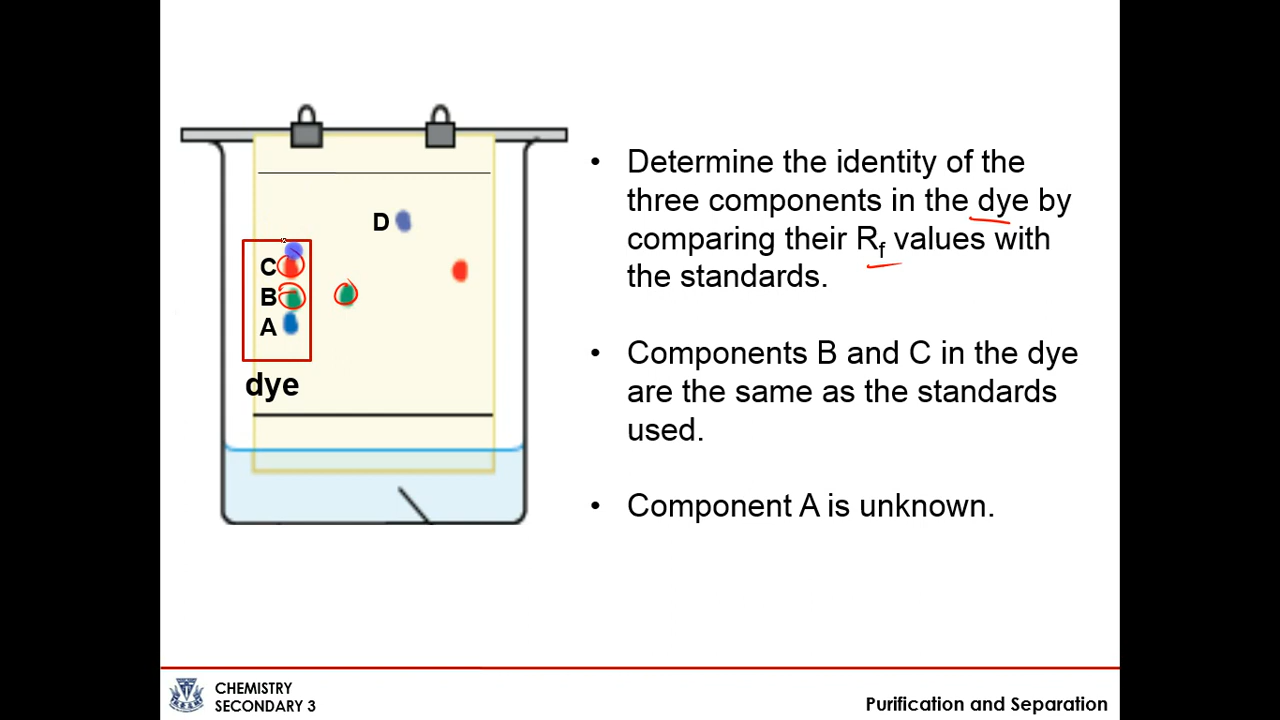 D
C
B
A
dye
• Determine the identity of the
three components in the dye by
comparing their Rf values with
the standards.
• Components B and C in the dye
are the same as the standards
used.
• Component A is unknown.
CHEMISTRY
SECONDARY 3
Purification and Separation